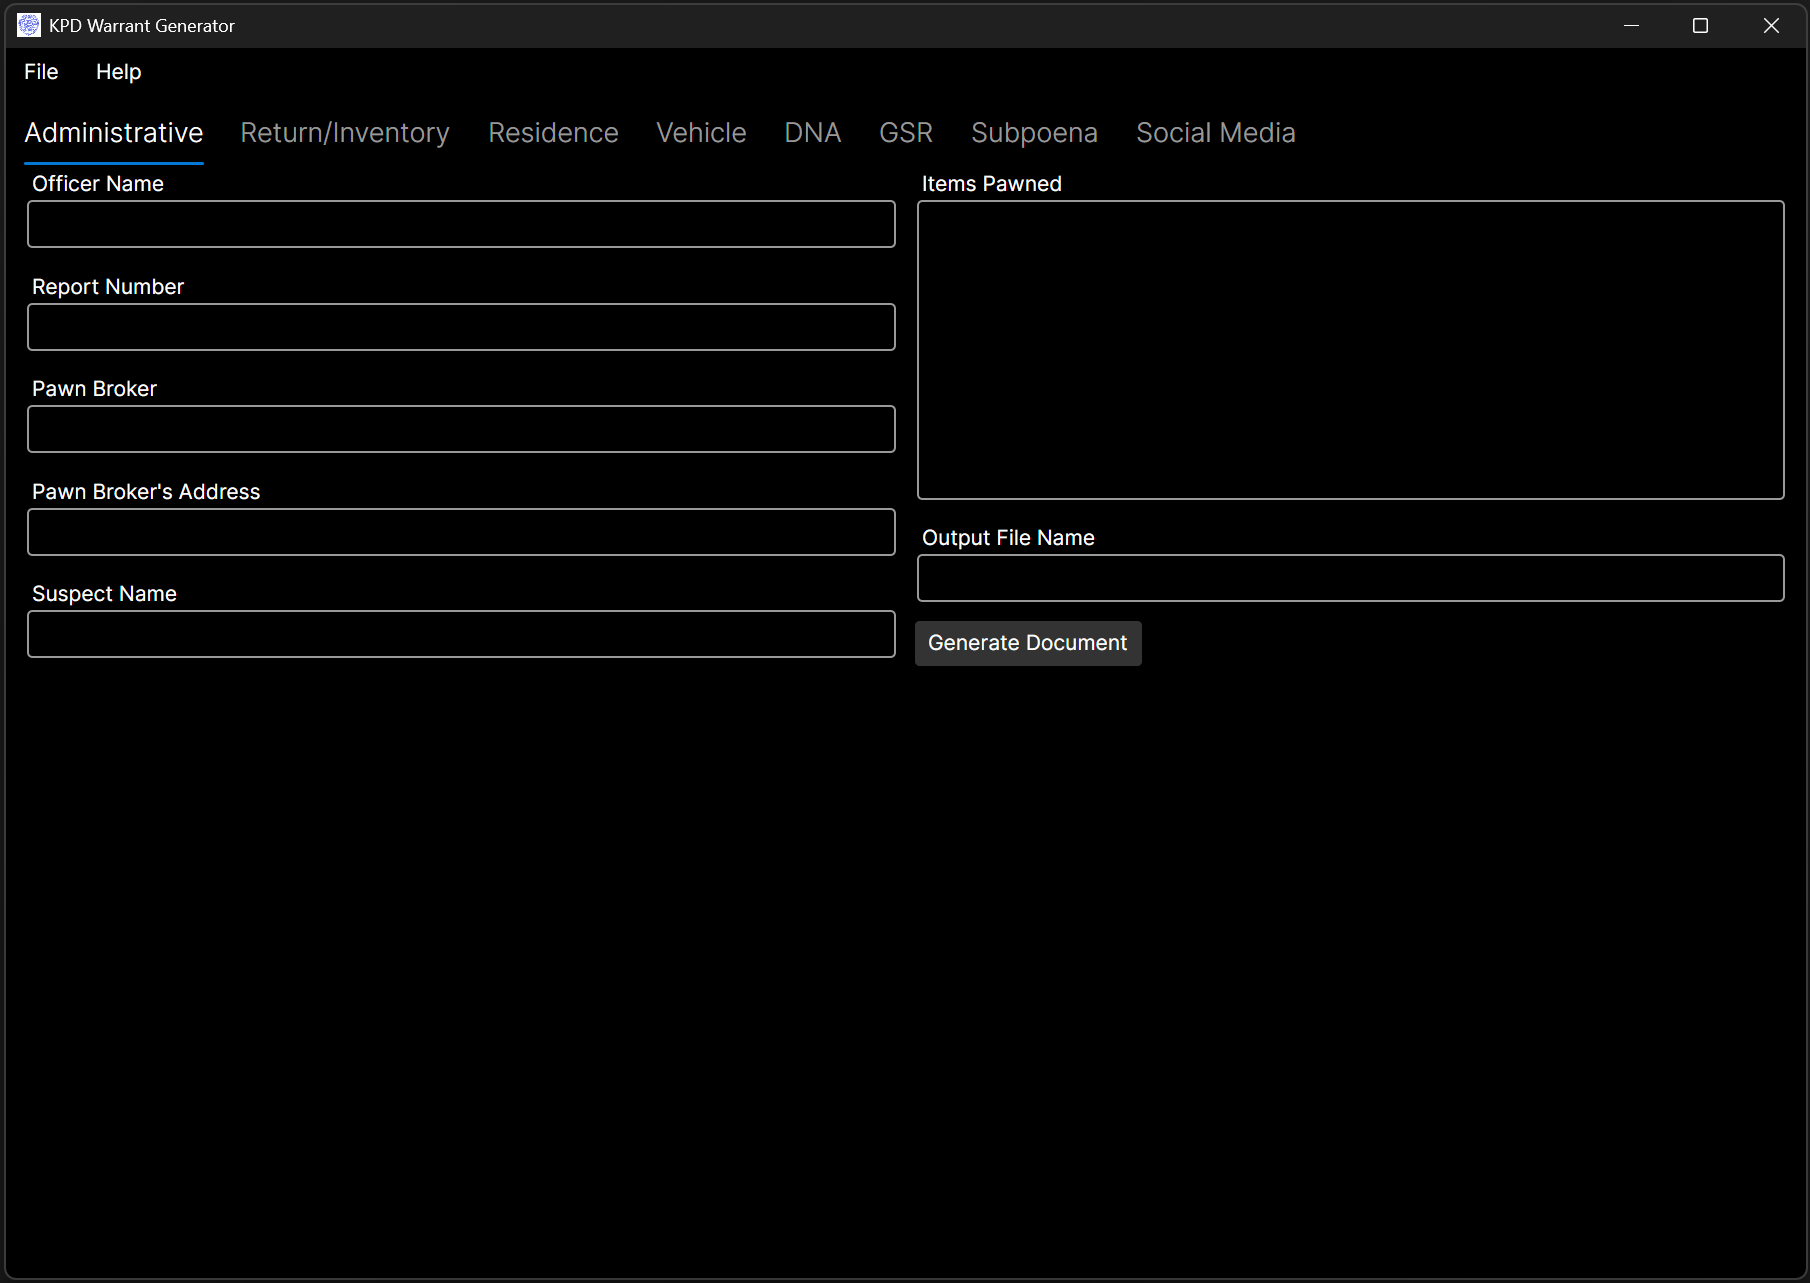 KPD Warrant Generator
File Help
Administrative Return/Inventory Residence Vehicle DNA GSR Subpoena Social Media
Officer Name
Report Number
Pawn Broker
Pawn Broker's Address
Suspect Name
Items Pawned
Output File Name
Generate Document